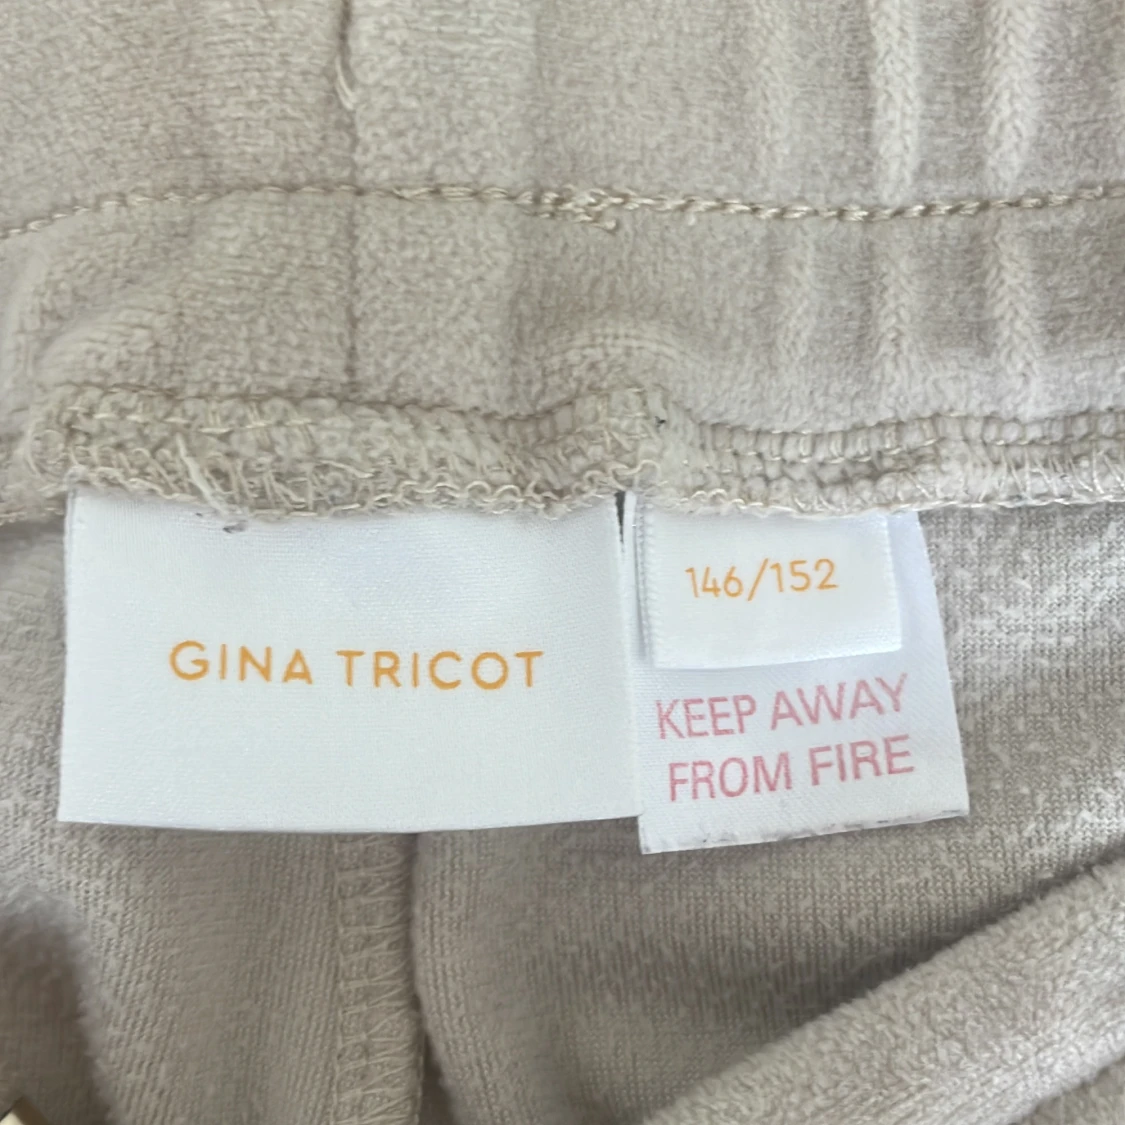 GINA TRICOT
146/152
KEEP AWAY
FROM FIRE